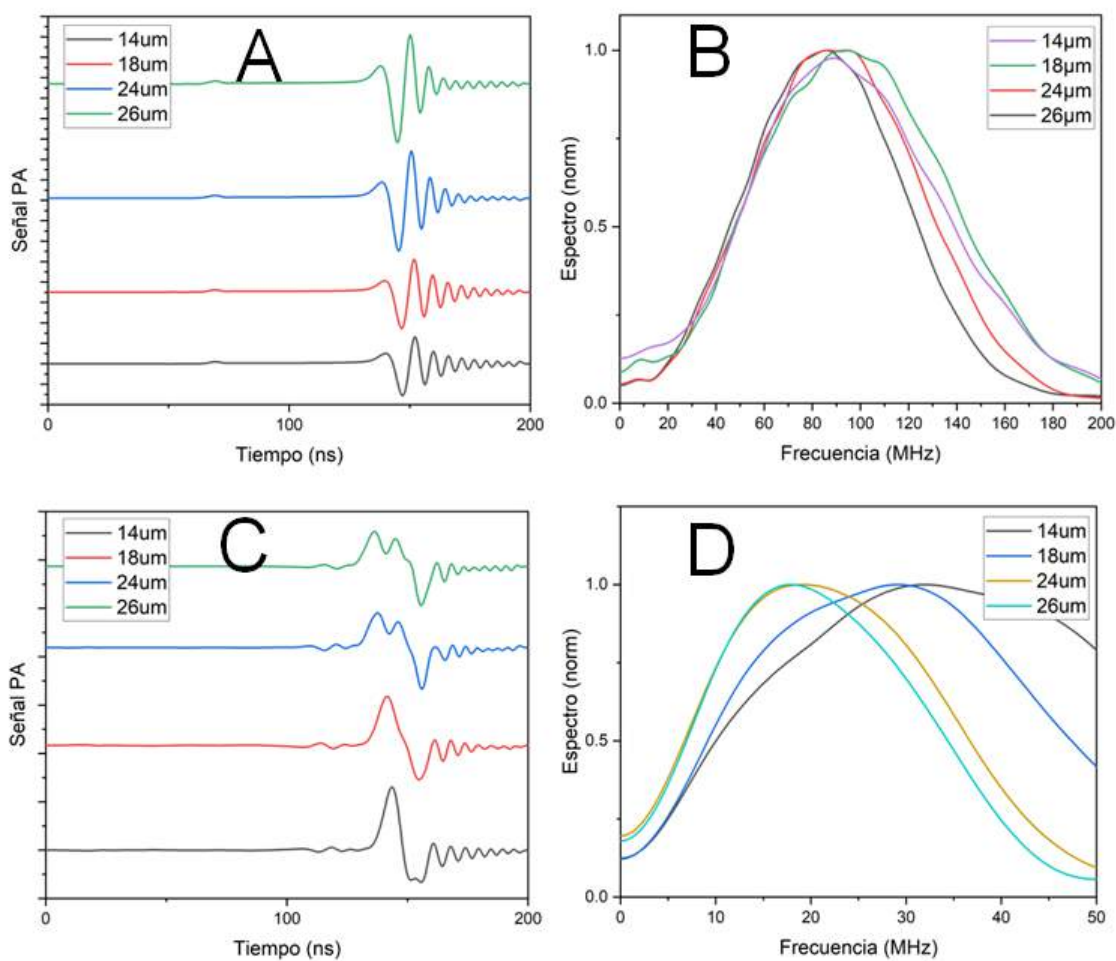 A
14um
18um
24um
26um
Señal PA
0
100
200
Tiempo (ns)
B
14µm
18µm
24µm
26µm
Espectro (norm)
1.0
0.5
0.0
0 20 40 60 80 100 120 140 160 180 200
Frecuencia (MHz)
C
14um
18um
24um
26um
Señal PA
0
100
200
Tiempo (ns)
D
14um
18um
24um
26um
Espectro (norm)
1.0
0.5
0.0
0 10 20 30 40 50
Frecuencia (MHz)